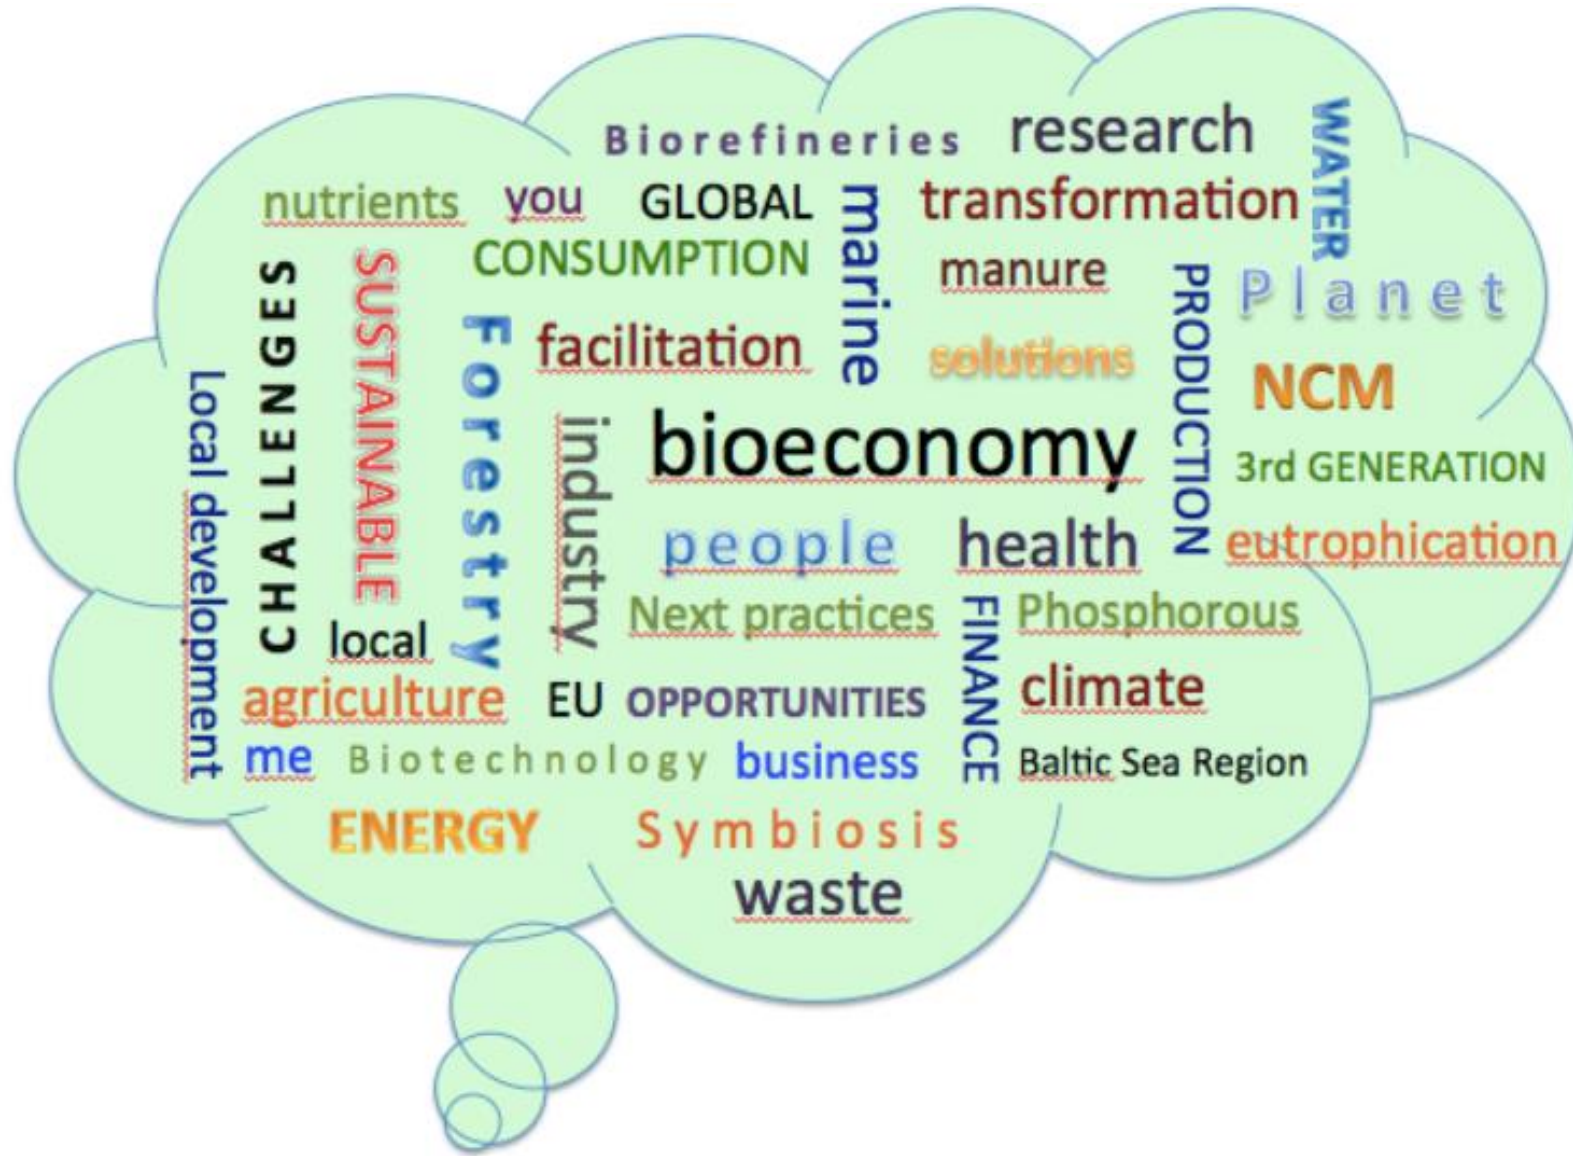 Biorefineries
research
WATER
nutrients
you
GLOBAL
marine
transformation
CONSUMPTION
manure
CHALLENGES
SUSTAINABLE
PRODUCTION
Planet
Forestry
facilitation
solutions
NCM
Local development
industry
bioeconomy
3rd GENERATION
people
health
eutrophication
local
Next practices
FINANCE
Phosphorous
agriculture
EU
OPPORTUNITIES
climate
me
Biotechnology
business
Baltic Sea Region
ENERGY
Symbiosis
waste